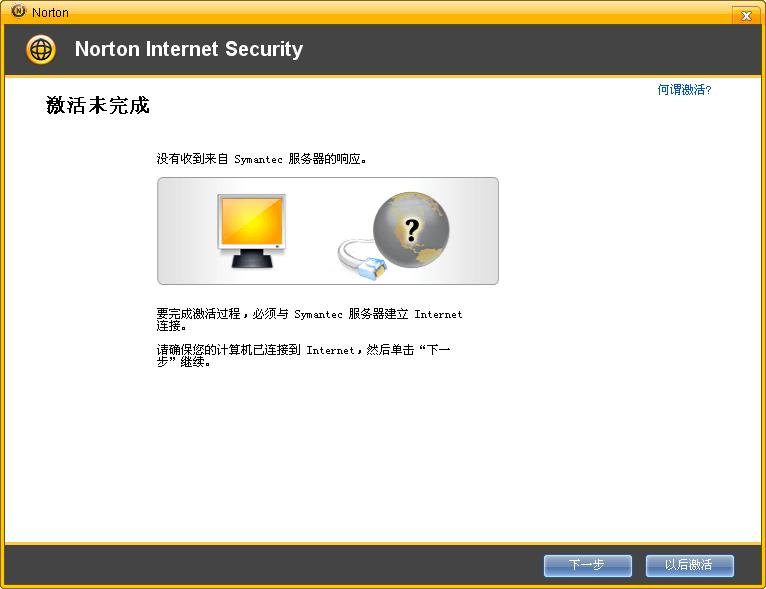 Norton
Norton Internet Security
何谓激活?
激活未完成
没有收到来自 Symantec 服务器的响应。
?
要完成激活过程，必须与 Symantec 服务器建立 Internet
连接。
请确保您的计算机已连接到 Internet，然后单击“下一
步”继续。
下一步
以后激活